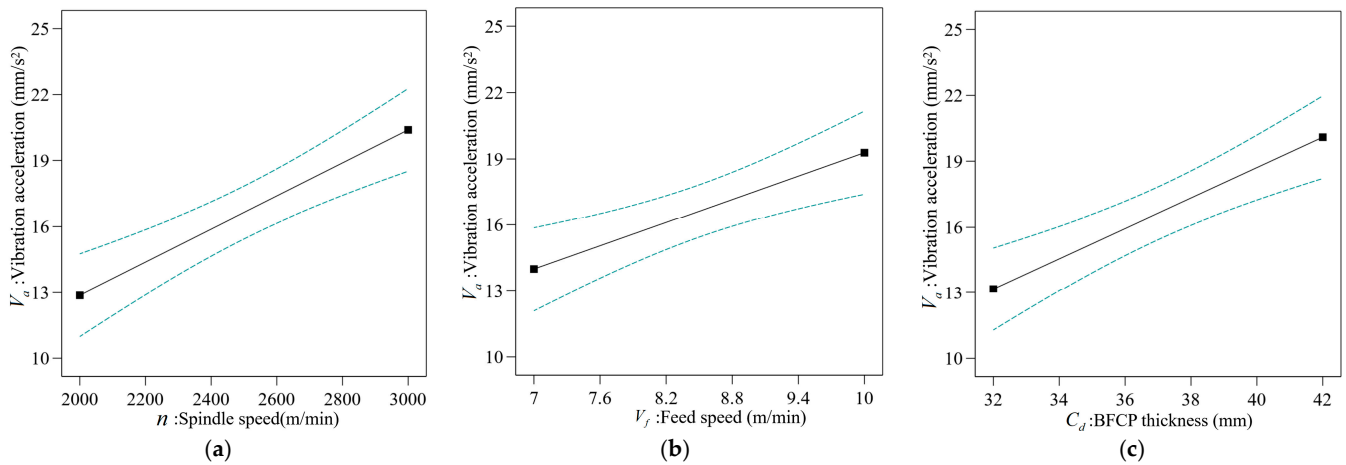 25
22
19
16
13
10
V_a :Vibration acceleration (mm/s²)
2000 2200 2400 2600 2800 3000
n :Spindle speed(m/min)
(a)
25
22
19
16
13
10
V_a :Vibration acceleration (mm/s²)
7 7.6 8.2 8.8 9.4 10
V_f :Feed speed (m/min)
(b)
25
22
19
16
13
10
V_a :Vibration acceleration (mm/s²)
32 34 36 38 40 42
C_d :BFCP thickness (mm)
(c)